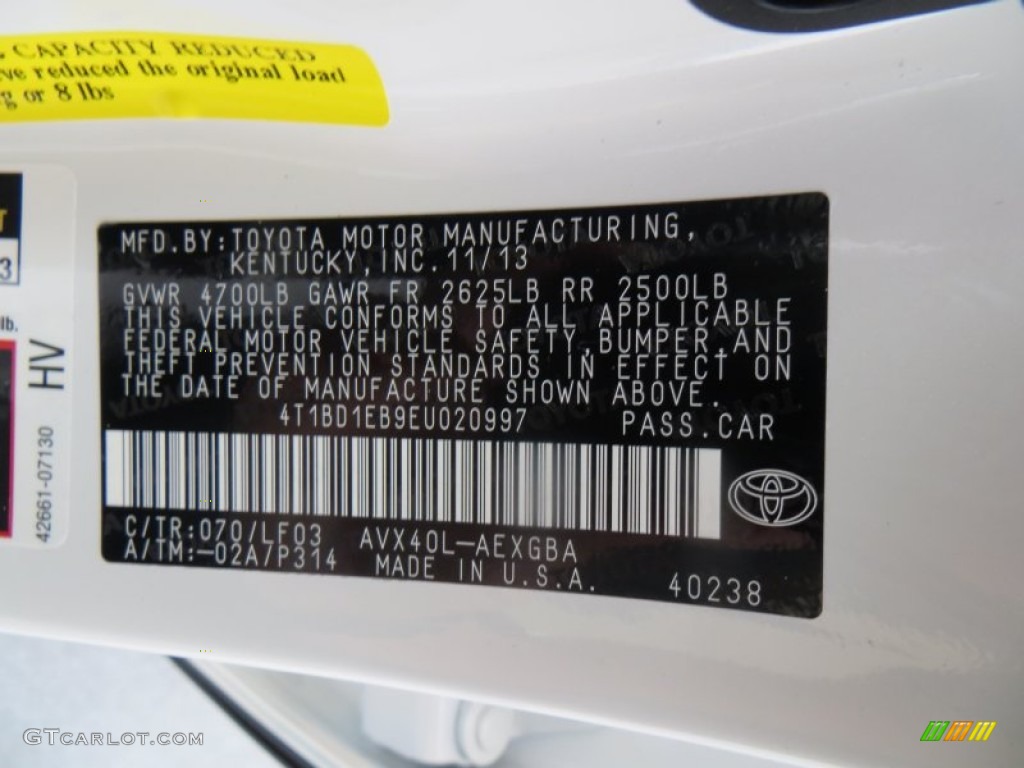 CAPACITY REDUCED
reduced the original load
or 8 lbs
3
lb.
HV
42661-07130
MFD.BY:TOYOTA MOTOR MANUFACTURING,
KENTUCKY,INC.11/13
GVWR 4700LB GAWR FR 2625LB RR 2500LB
THIS VEHICLE CONFORMS TO ALL APPLICABLE
FEDERAL MOTOR VEHICLE SAFETY,BUMPER,AND
THEFT PREVENTION STANDARDS IN EFFECT ON
THE DATE OF MANUFACTURE SHOWN ABOVE.
4T1BD1EB9EU020997 PASS.CAR
C/TR:070/LF03 AVX40L-AEXGBA
A/TM:-02A7P314 MADE IN U.S.A. 40238
GTCARLOT.COM